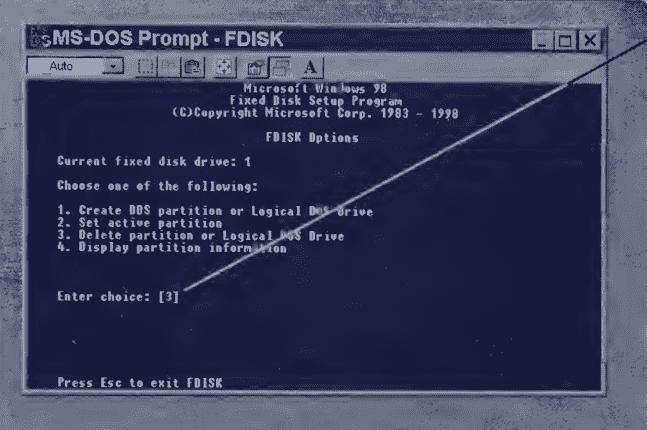 MS-DOS Prompt - FDISK
Auto
A
Microsoft Windows 98
Fixed Disk Setup Program
(C)Copyright Microsoft Corp. 1983 - 1998
FDISK Options
Current fixed disk drive: 1
Choose one of the following:
1. Create DOS partition or Logical DOS Drive
2. Set active partition
3. Delete partition or Logical DOS Drive
4. Display partition information
Enter choice: [3]
Press Esc to exit FDISK